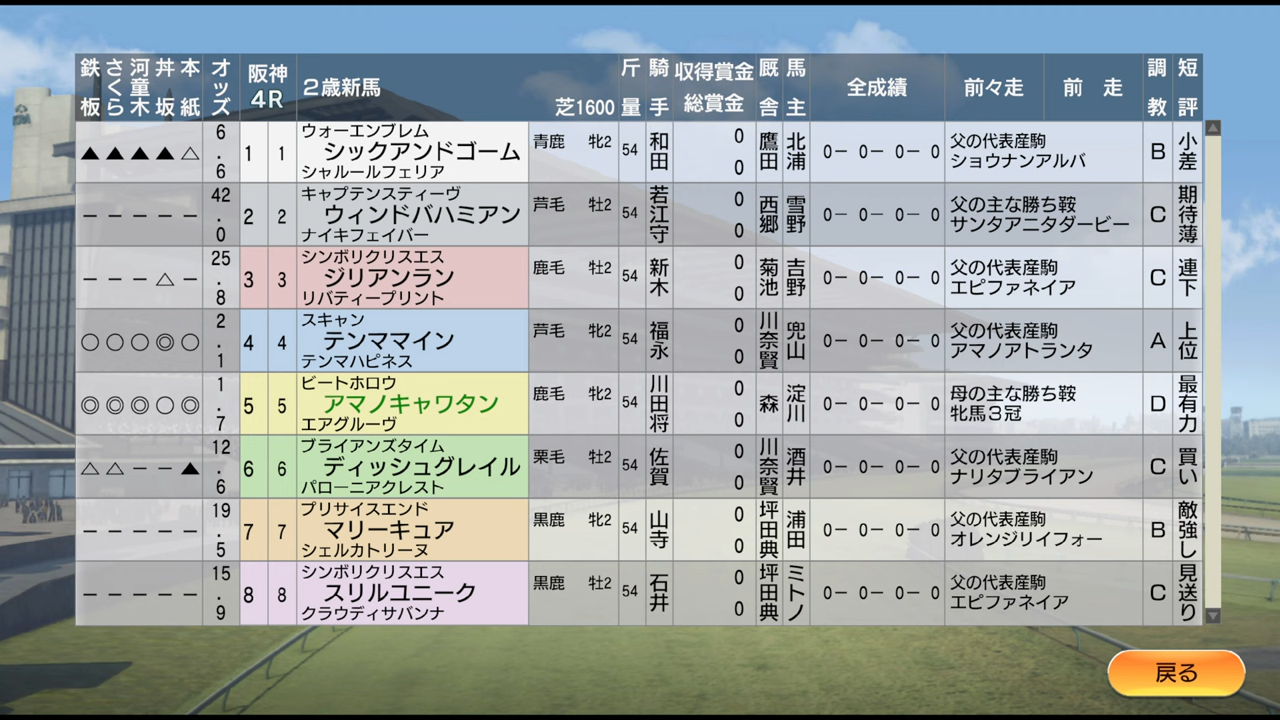 鉄板 さくら 河童木 丼坂 本紙 オッズ 阪神4R 2歳新馬 芝1600 斤量 騎手 収得賞金 総賞金 厩舎 馬主 全成績 前々走 前走 調教 短評
▲ ▲ ▲ ▲ △ 6.6 1 1 ウォーエンブレム
シックアンドゴーム
シャルールフェリア
青鹿 牝2 54 和田 0 0 鷹田 北浦 0- 0- 0- 0 父の代表産駒
ショウナンアルバ
B 小差
- - - - - 42.0 2 2 キャプテンスティーヴ
ウィンドバハミアン
ナイキフェイバー
芦毛 牡2 54 若江守 0 0 西郷 雪野 0- 0- 0- 0 父の主な勝ち鞍
サンタアニタダービー
C 期待薄
- - - △ - 25.8 3 3 シンボリクリスエス
ジリアンラン
リバティープリント
鹿毛 牡2 54 新木 0 0 菊池 吉野 0- 0- 0- 0 父の代表産駒
エピファネイア
C 連下
○ ○ ○ ◎ ○ 2.1 4 4 スキャン
テンママイン
テンマハピネス
芦毛 牝2 54 福永 0 0 川奈賢 兜山 0- 0- 0- 0 父の代表産駒
アマノアトランタ
A 上位
◎ ◎ ◎ ○ ◎ 1.7 5 5 ビートホロウ
アマノキャワタン
エアグルーヴ
鹿毛 牝2 54 川田将 0 0 森 淀川 0- 0- 0- 0 母の主な勝ち鞍
牝馬3冠
D 最有力
△ △ - - ▲ 12.6 6 6 ブライアンズタイム
ディッシュグレイル
パローニアクレスト
栗毛 牡2 54 佐賀 0 0 川奈賢 酒井 0- 0- 0- 0 父の代表産駒
ナリタブライアン
C 買い
- - - - - 19.5 7 7 プリサイスエンド
マリーキュア
シェルカトリーヌ
黒鹿 牝2 54 山寺 0 0 坪田典 浦田 0- 0- 0- 0 父の代表産駒
オレンジリイフォー
B 敵強し
- - - - - 15.9 8 8 シンボリクリスエス
スリルユニーク
クラウディサバンナ
黒鹿 牡2 54 石井 0 0 坪田典 ミトノ 0- 0- 0- 0 父の代表産駒
エピファネイア
C 見送り
戻る